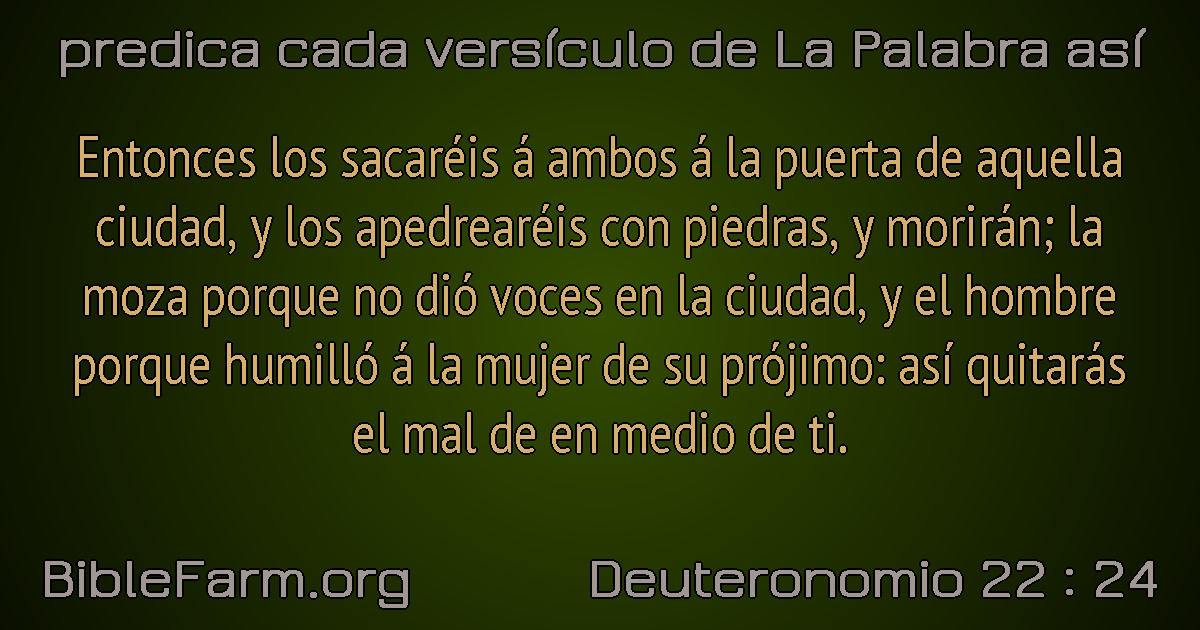 predica cada versículo de La Palabra así
Entonces los sacaréis á ambos á la puerta de aquella
ciudad, y los apedrearéis con piedras, y morirán; la
moza porque no dió voces en la ciudad, y el hombre
porque humilló á la mujer de su prójimo: así quitarás
el mal de en medio de ti.
BibleFarm.org
Deuteronomio 22 : 24